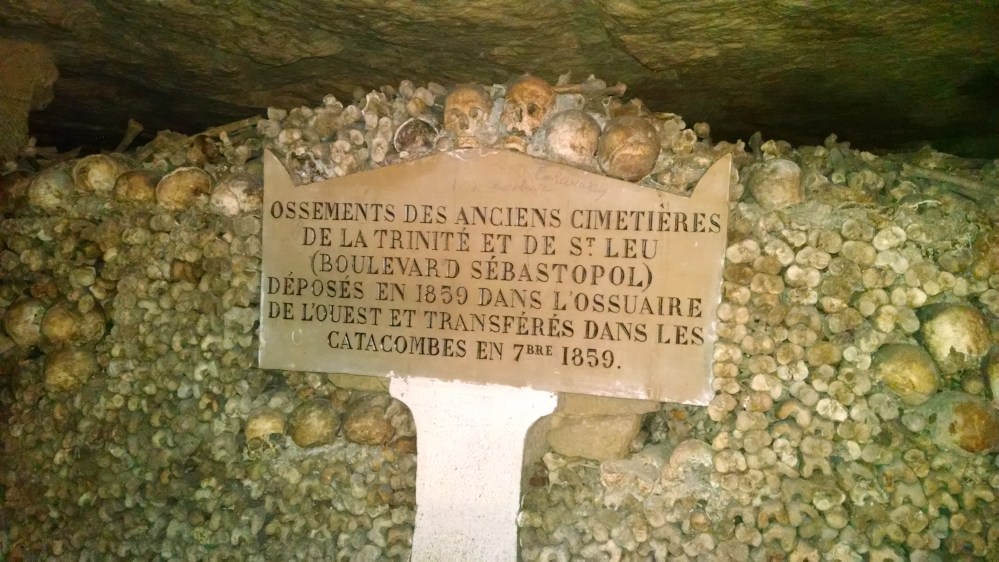 OSSEMENTS DES ANCIENS CIMETIÈRES
DE LA TRINITÉ ET DE ST. LEU
(BOULEVARD SÉBASTOPOL)
DÉPOSÉS EN 1859 DANS L'OSSUAIRE
DE L'OUEST ET TRANSFÉRÉS DANS LES
CATACOMBES EN 7BRE 1859.